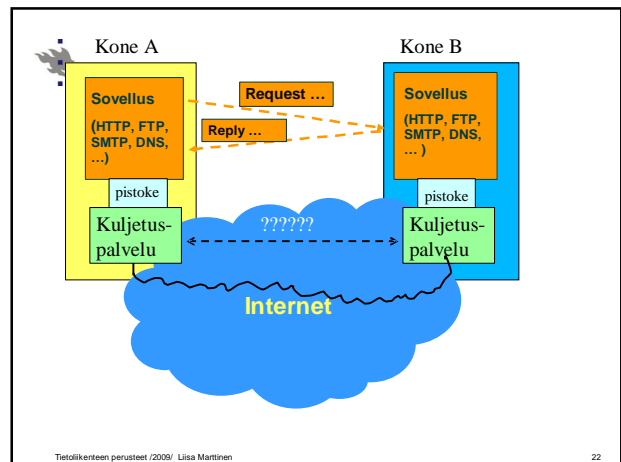 Kone A
Kone B
Sovellus
(HTTP, FTP,
SMTP, DNS,
...)
Request ...
Reply ...
Sovellus
(HTTP, FTP,
SMTP, DNS,
... )
pistoke
pistoke
Kuljetus-
palvelu
??????
Kuljetus-
palvelu
Internet
Tietoliikenteen perusteet /2009/ Liisa Marttinen
22